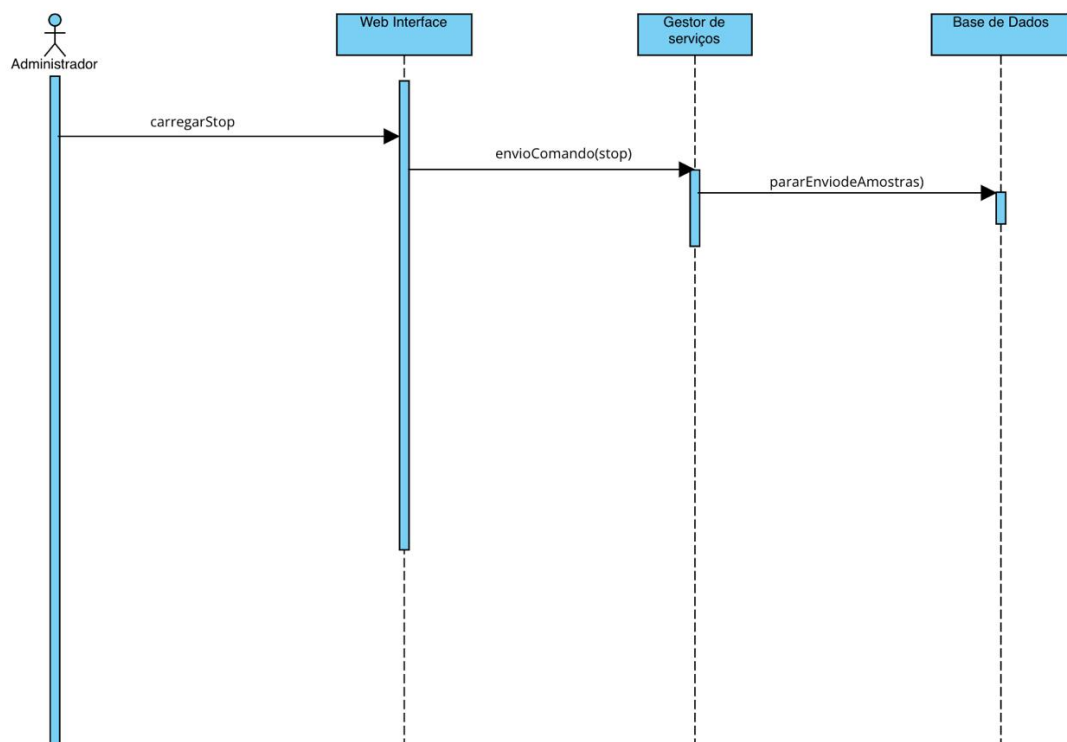 Administrador
Web Interface
Gestor de
serviços
Base de Dados
carregarStop
envioComando(stop)
pararEnviodeAmostras)